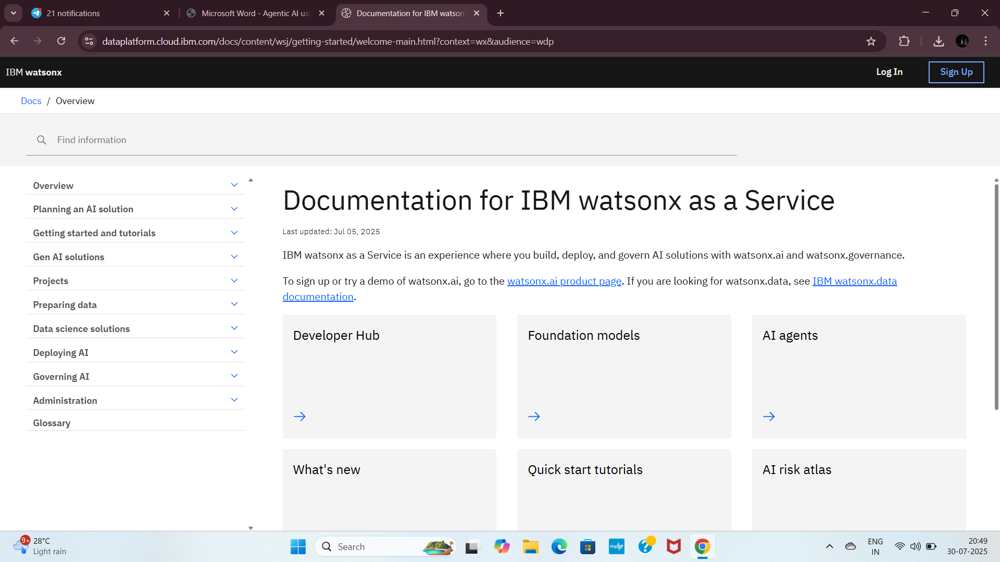 21 notifications
Microsoft Word - Agentic AI usi
Documentation for IBM watson
dataplatform.cloud.ibm.com/docs/content/wsj/getting-started/welcome-main.html?context=wx&audience=wdp
IBM watsonx
Log In
Sign Up
Docs / Overview
Find information
Overview
Planning an AI solution
Getting started and tutorials
Gen AI solutions
Projects
Preparing data
Data science solutions
Deploying AI
Governing AI
Administration
Glossary
Documentation for IBM watsonx as a Service
Last updated: Jul 05, 2025
IBM watsonx as a Service is an experience where you build, deploy, and govern AI solutions with watsonx.ai and watsonx.governance.
To sign up or try a demo of watsonx.ai, go to the watsonx.ai product page. If you are looking for watsonx.data, see IBM watsonx.data
documentation.
Developer Hub
Foundation models
AI agents
What's new
Quick start tutorials
AI risk atlas
9+
28°C
Light rain
Search
myhp
ENG
IN
20:49
30-07-2025